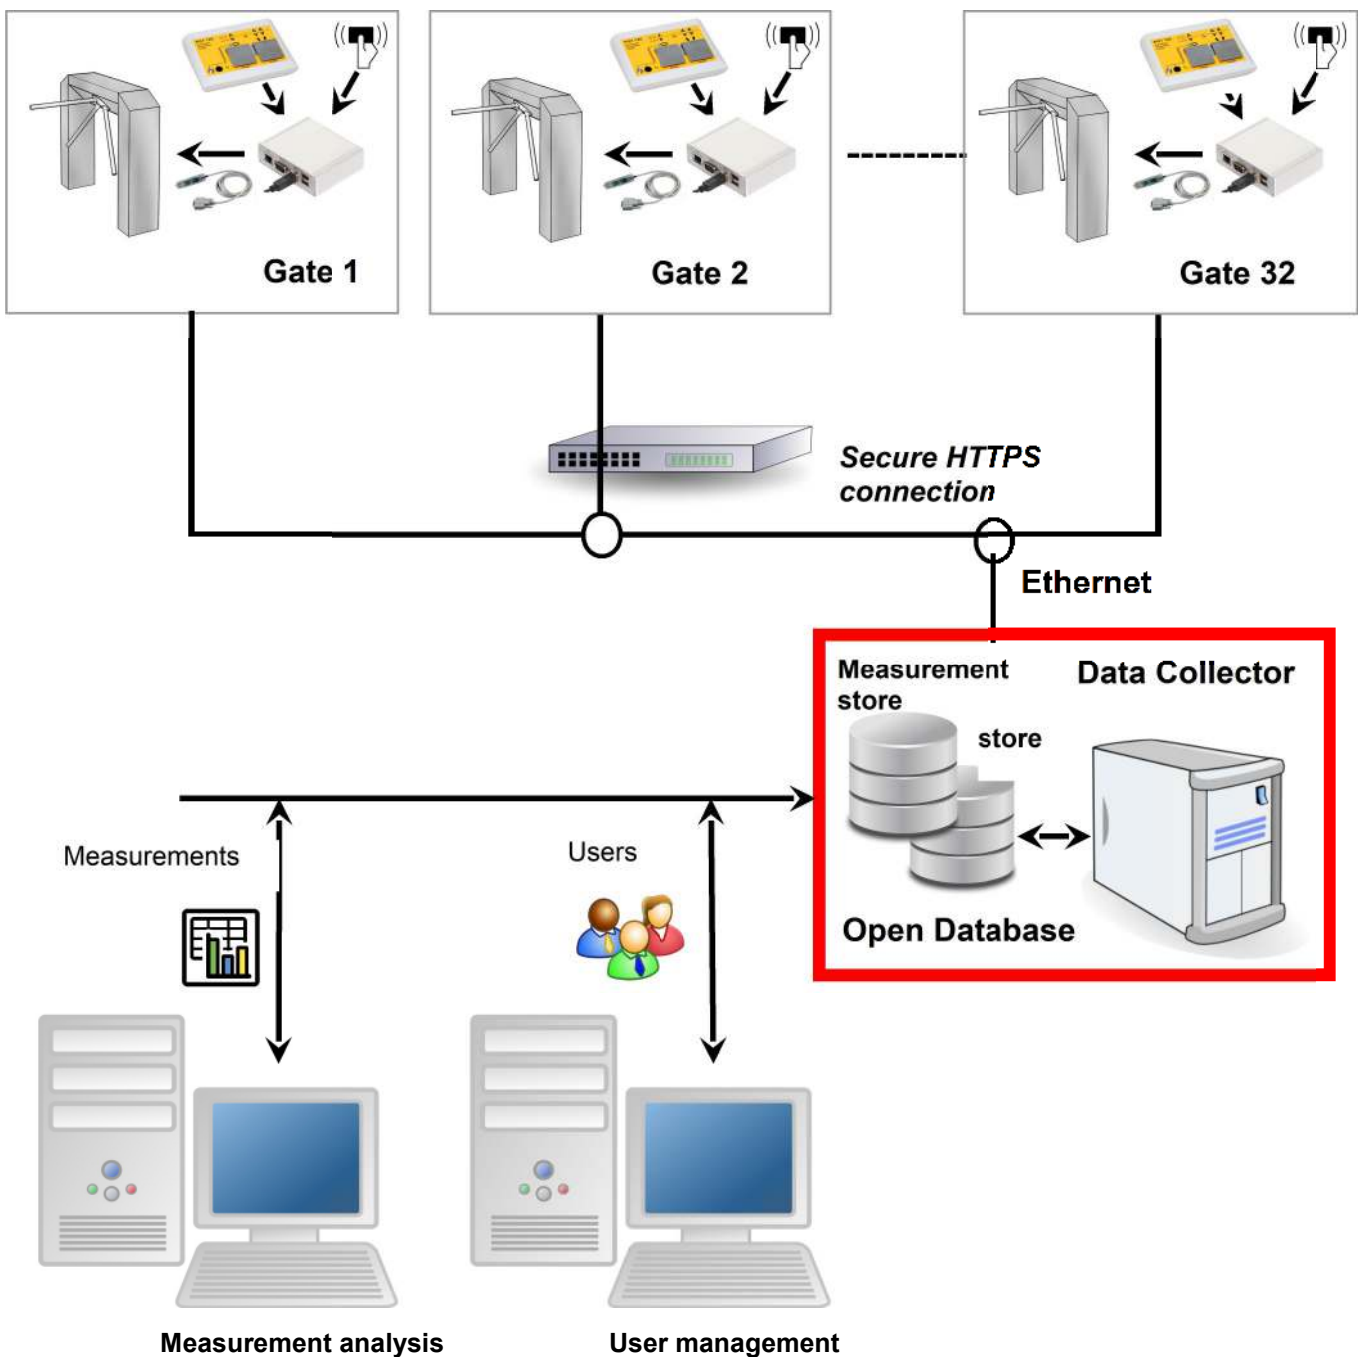 Gate 1
Gate 2
Gate 32
Secure HTTPS
connection
Ethernet
Measurement
store
Data Collector
store
Open Database
Measurements
Users
Measurement analysis
User management